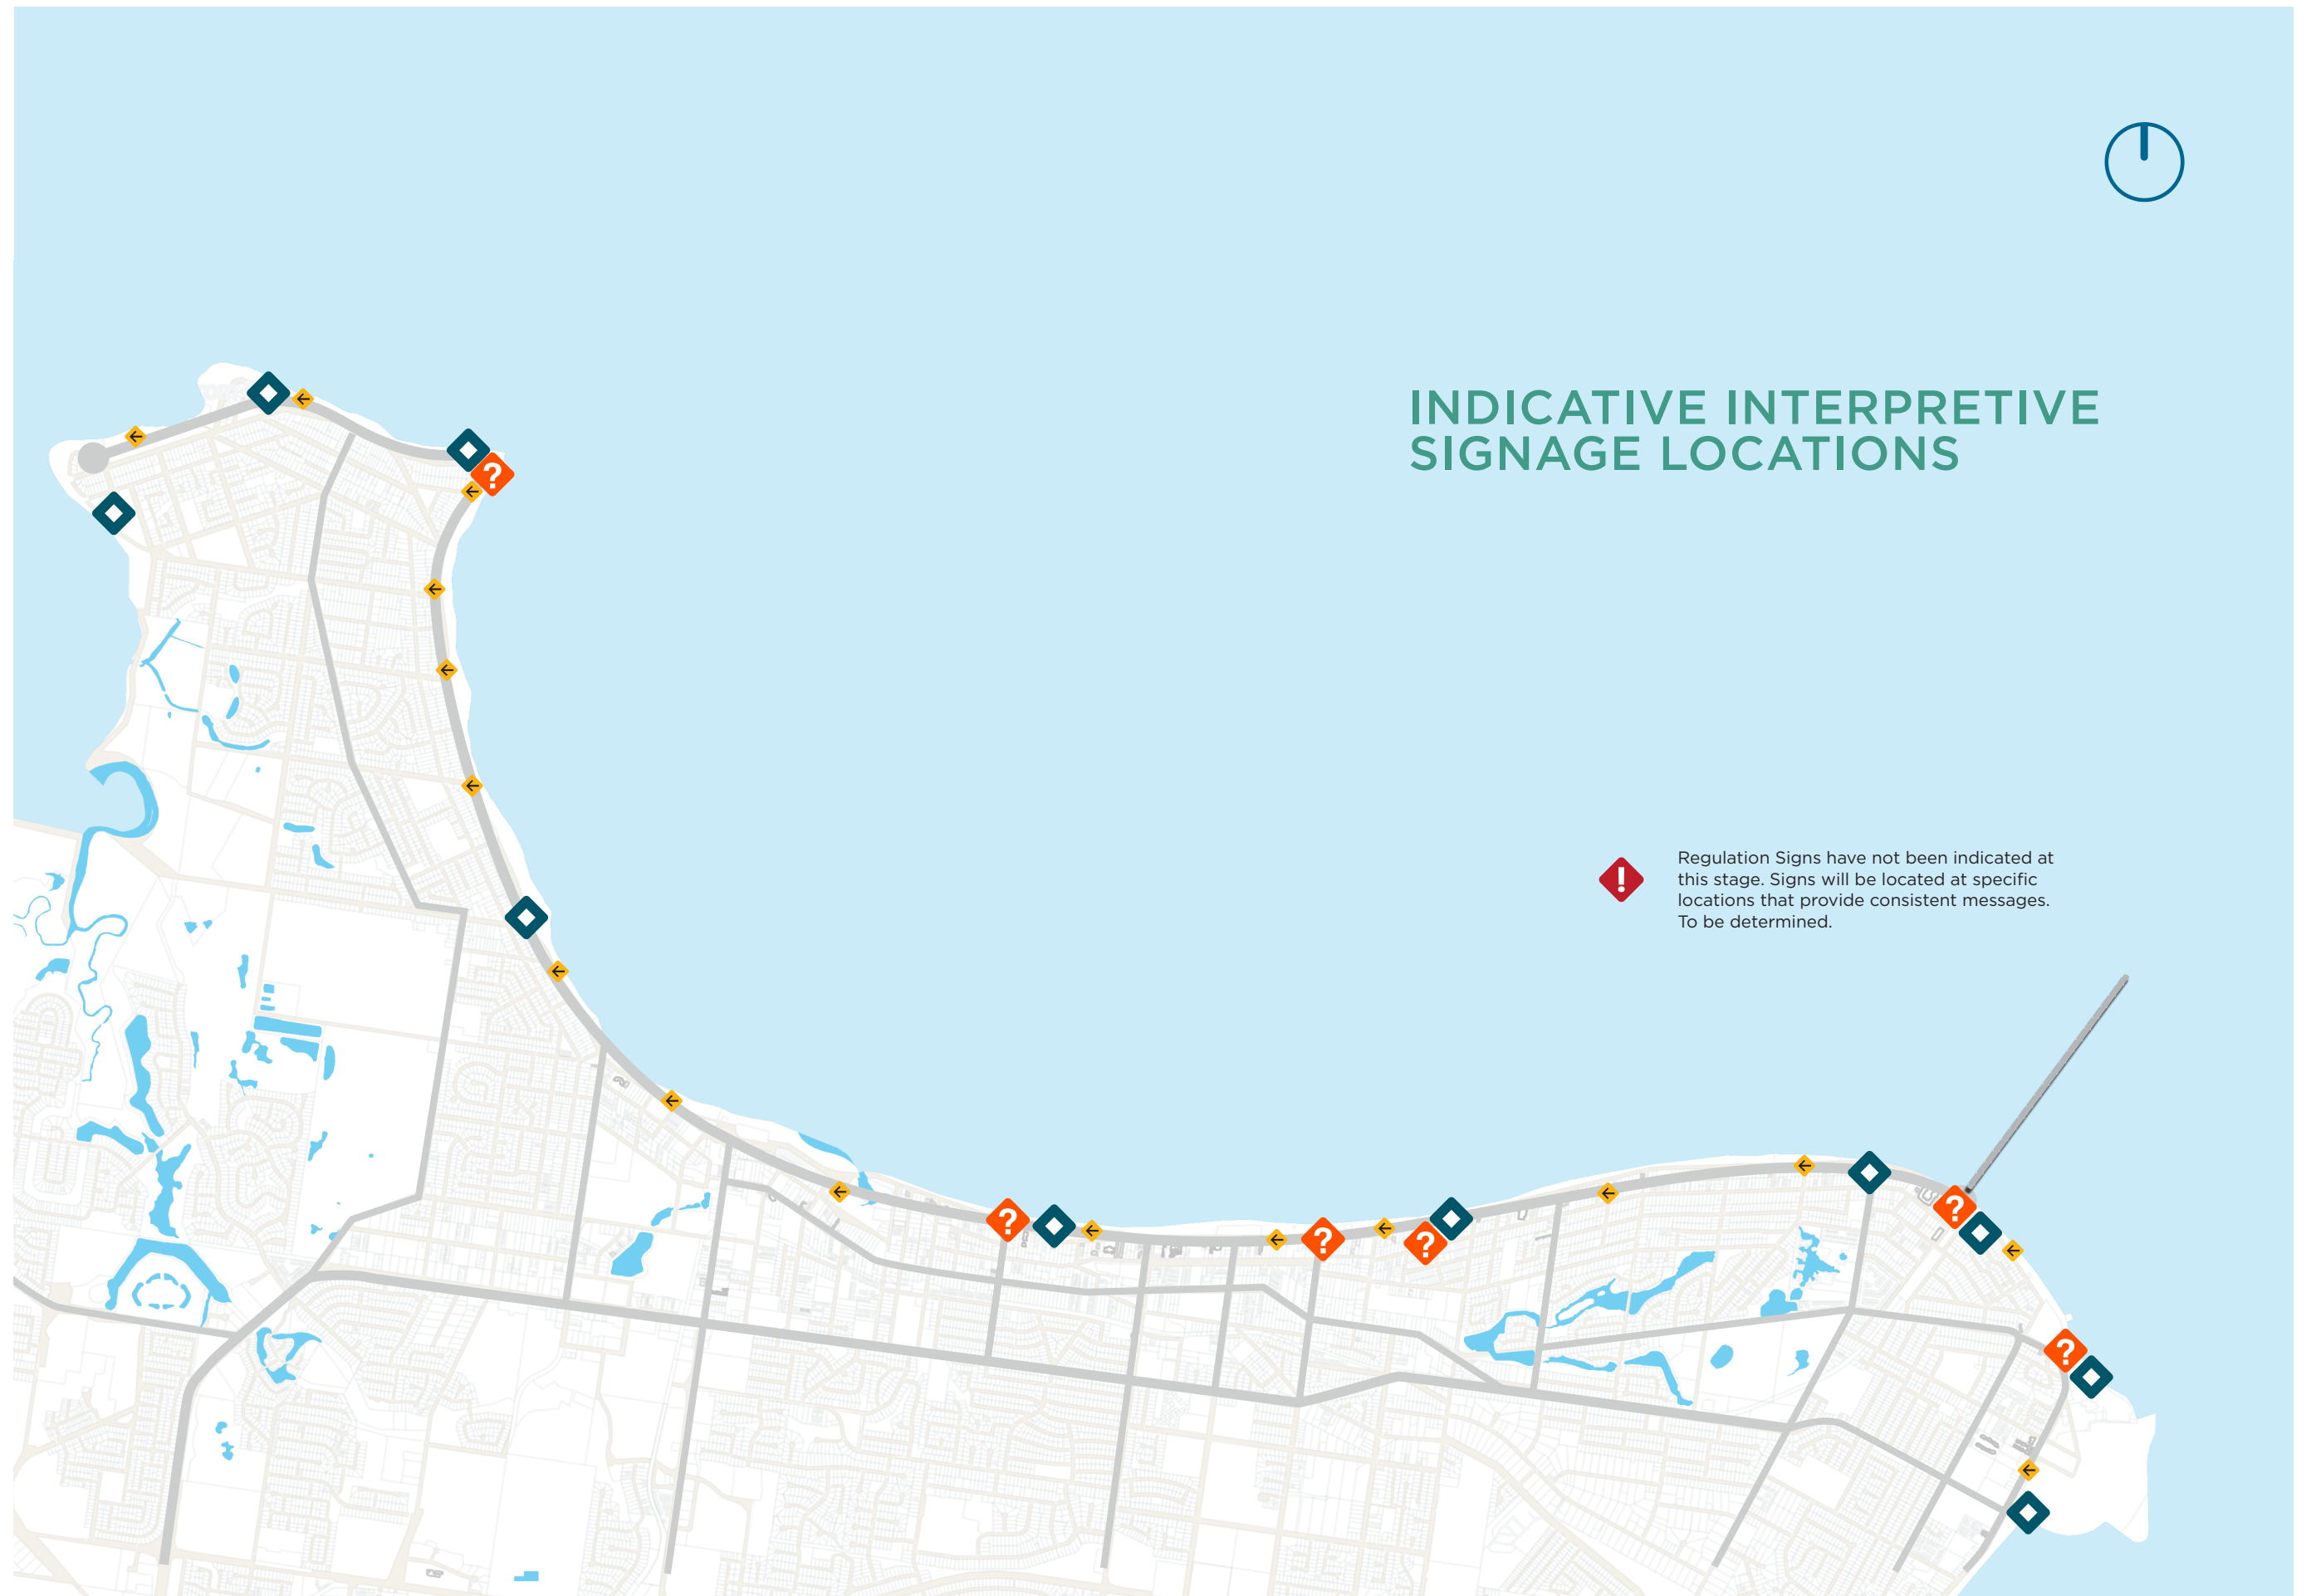 INDICATIVE INTERPRETIVE
SIGNAGE LOCATIONS
! Regulation Signs have not been indicated at
this stage. Signs will be located at specific
locations that provide consistent messages.
To be determined.
?
?
?
?
?
?